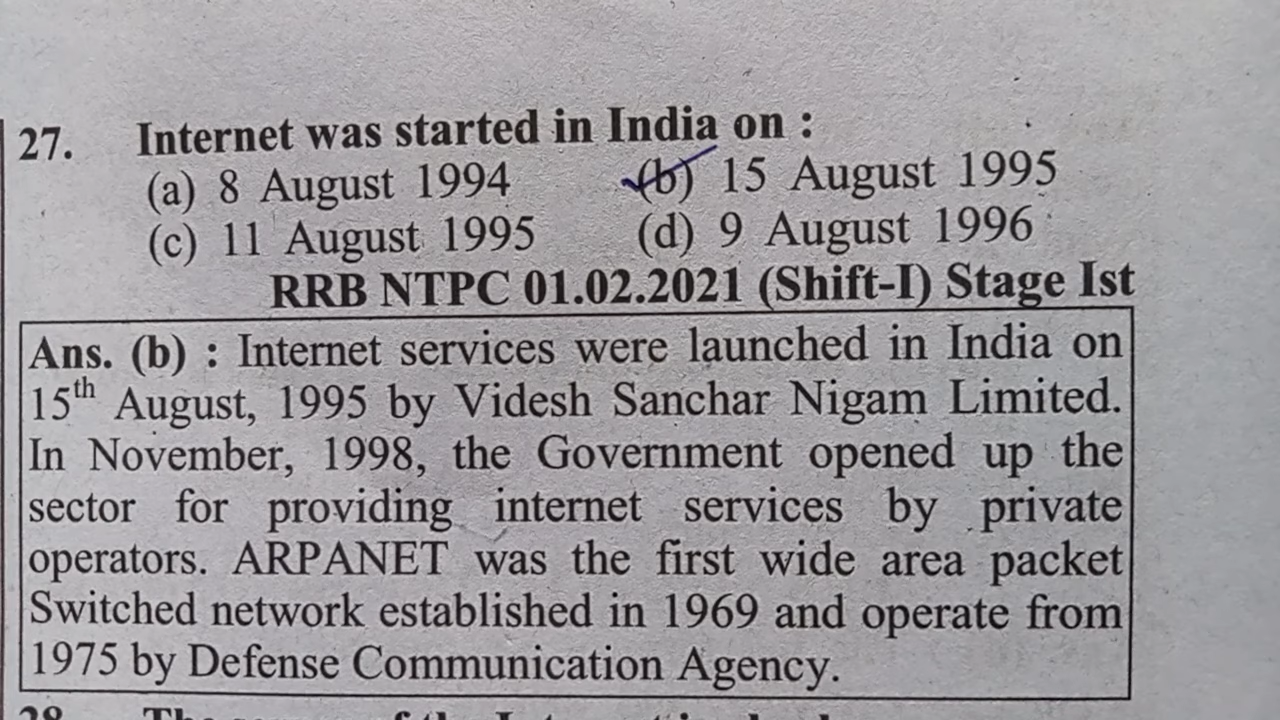 27. Internet was started in India on :
(a) 8 August 1994 (b) 15 August 1995
(c) 11 August 1995 (d) 9 August 1996
RRB NTPC 01.02.2021 (Shift-I) Stage Ist
Ans. (b) : Internet services were launched in India on
15th August, 1995 by Videsh Sanchar Nigam Limited.
In November, 1998, the Government opened up the
sector for providing internet services by private
operators. ARPANET was the first wide area packet
Switched network established in 1969 and operate from
1975 by Defense Communication Agency.
28.